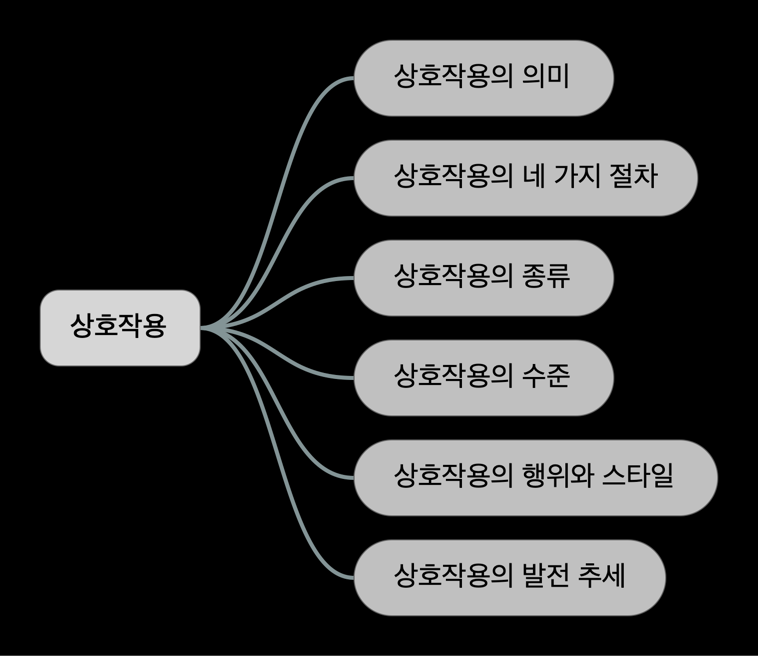 상호작용
상호작용의 의미
상호작용의 네 가지 절차
상호작용의 종류
상호작용의 수준
상호작용의 행위와 스타일
상호작용의 발전 추세